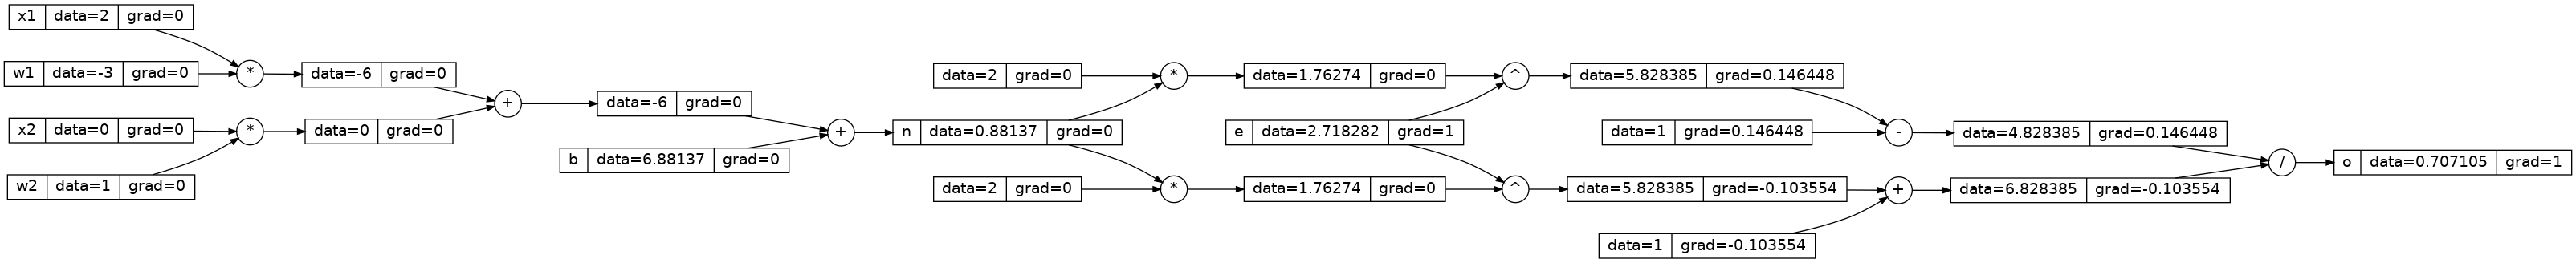 x1 data=2 grad=0
w1 data=-3 grad=0
*
data=-6 grad=0
x2 data=0 grad=0
w2 data=1 grad=0
*
data=0 grad=0
+
data=-6 grad=0
b data=6.88137 grad=0
+
n data=0.88137 grad=0
data=2 grad=0
*
data=1.76274 grad=0
data=2 grad=0
*
data=1.76274 grad=0
e data=2.718282 grad=1
^
data=5.828385 grad=0.146448
data=1 grad=0.146448
-
data=4.828385 grad=0.146448
^
data=5.828385 grad=-0.103554
data=1 grad=-0.103554
+
data=6.828385 grad=-0.103554
/
o data=0.707105 grad=1